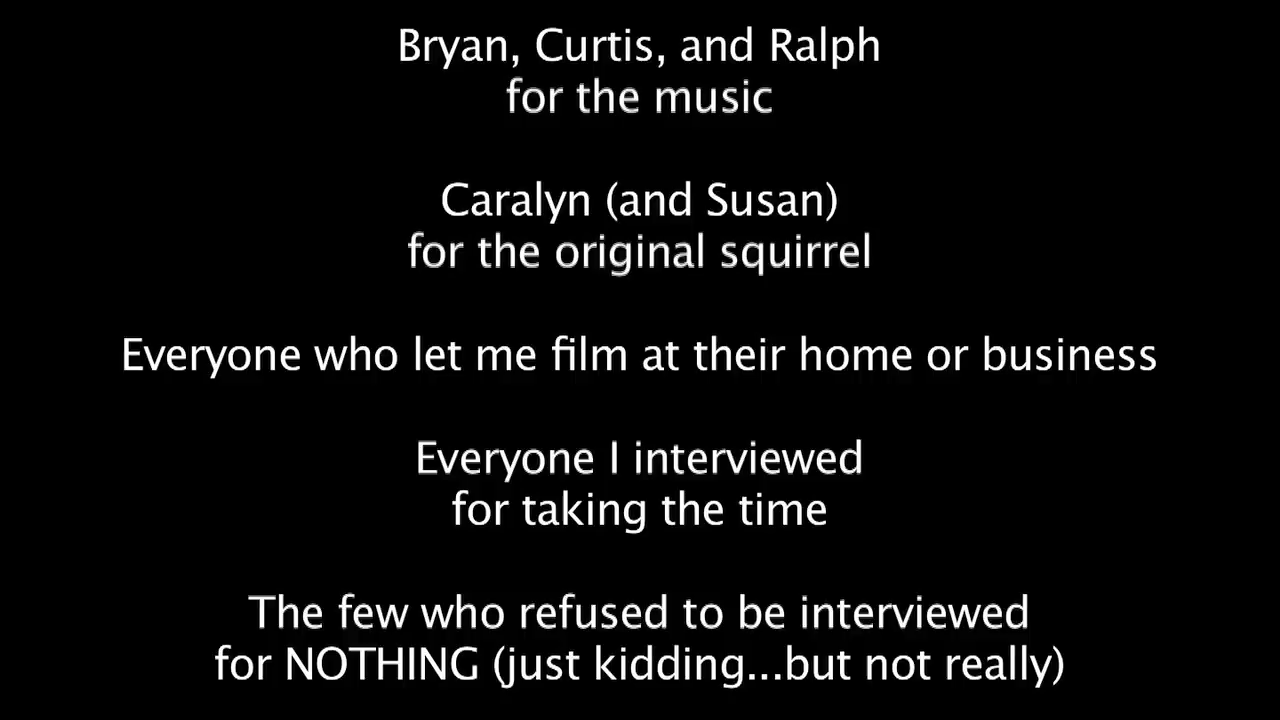 Bryan, Curtis, and Ralph
for the music
Caralyn (and Susan)
for the original squirrel
Everyone who let me film at their home or business
Everyone I interviewed
for taking the time
The few who refused to be interviewed
for NOTHING (just kidding...but not really)